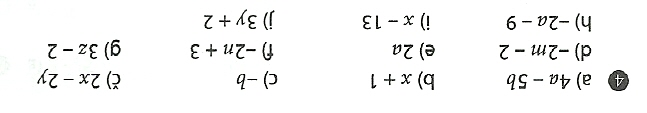 4 a) 4a − 5b b) x + 1 c) −b č) 2x − 2y
d) −2m − 2 e) 2a f) −2n + 3 g) 3z − 2
h) −2a − 9 i) x − 13 j) 3y + 2